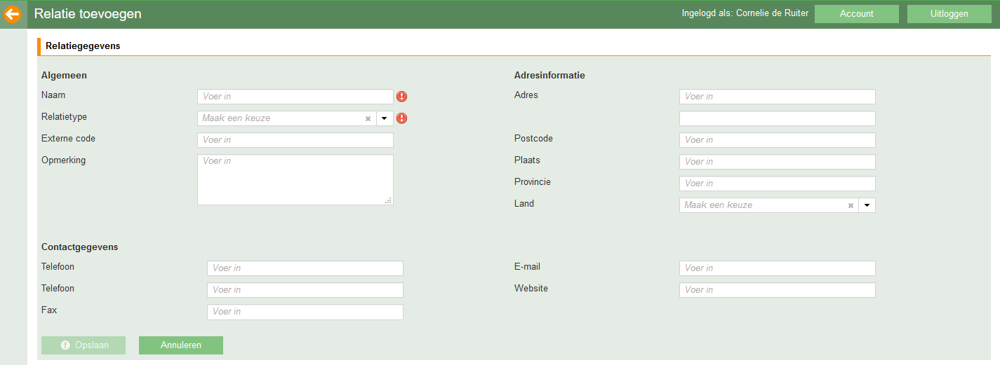 Relatie toevoegen
Ingelogd als: Cornelie de Ruiter Account Uitloggen
Relatiegegevens
Algemeen
Naam Voer in
Relatietype Maak een keuze
Externe code Voer in
Opmerking Voer in
Adresinformatie
Adres Voer in
Postcode Voer in
Plaats Voer in
Provincie Voer in
Land Maak een keuze
Contactgegevens
Telefoon Voer in
Telefoon Voer in
Fax Voer in
E-mail Voer in
Website Voer in
Opslaan Annuleren